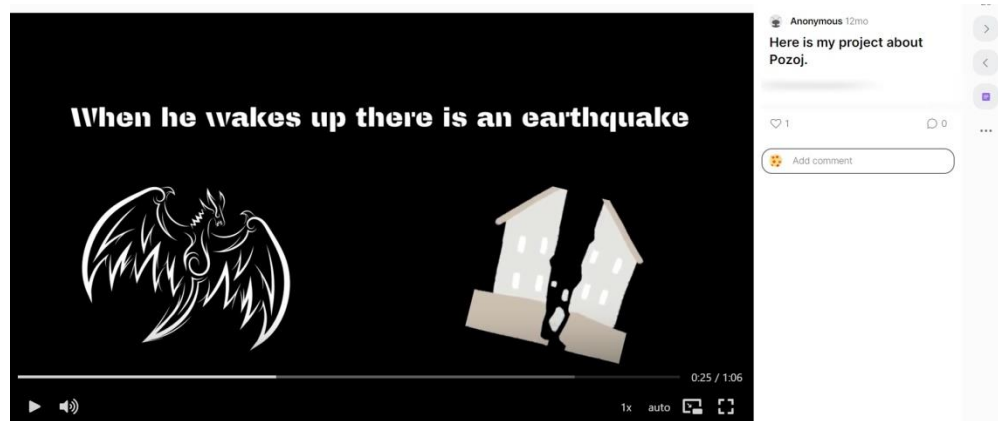 When he wakes up there is an earthquake
0:25 / 1:06
1x auto
Anonymous 12mo
Here is my project about
Pozoj.
1
0
Add comment